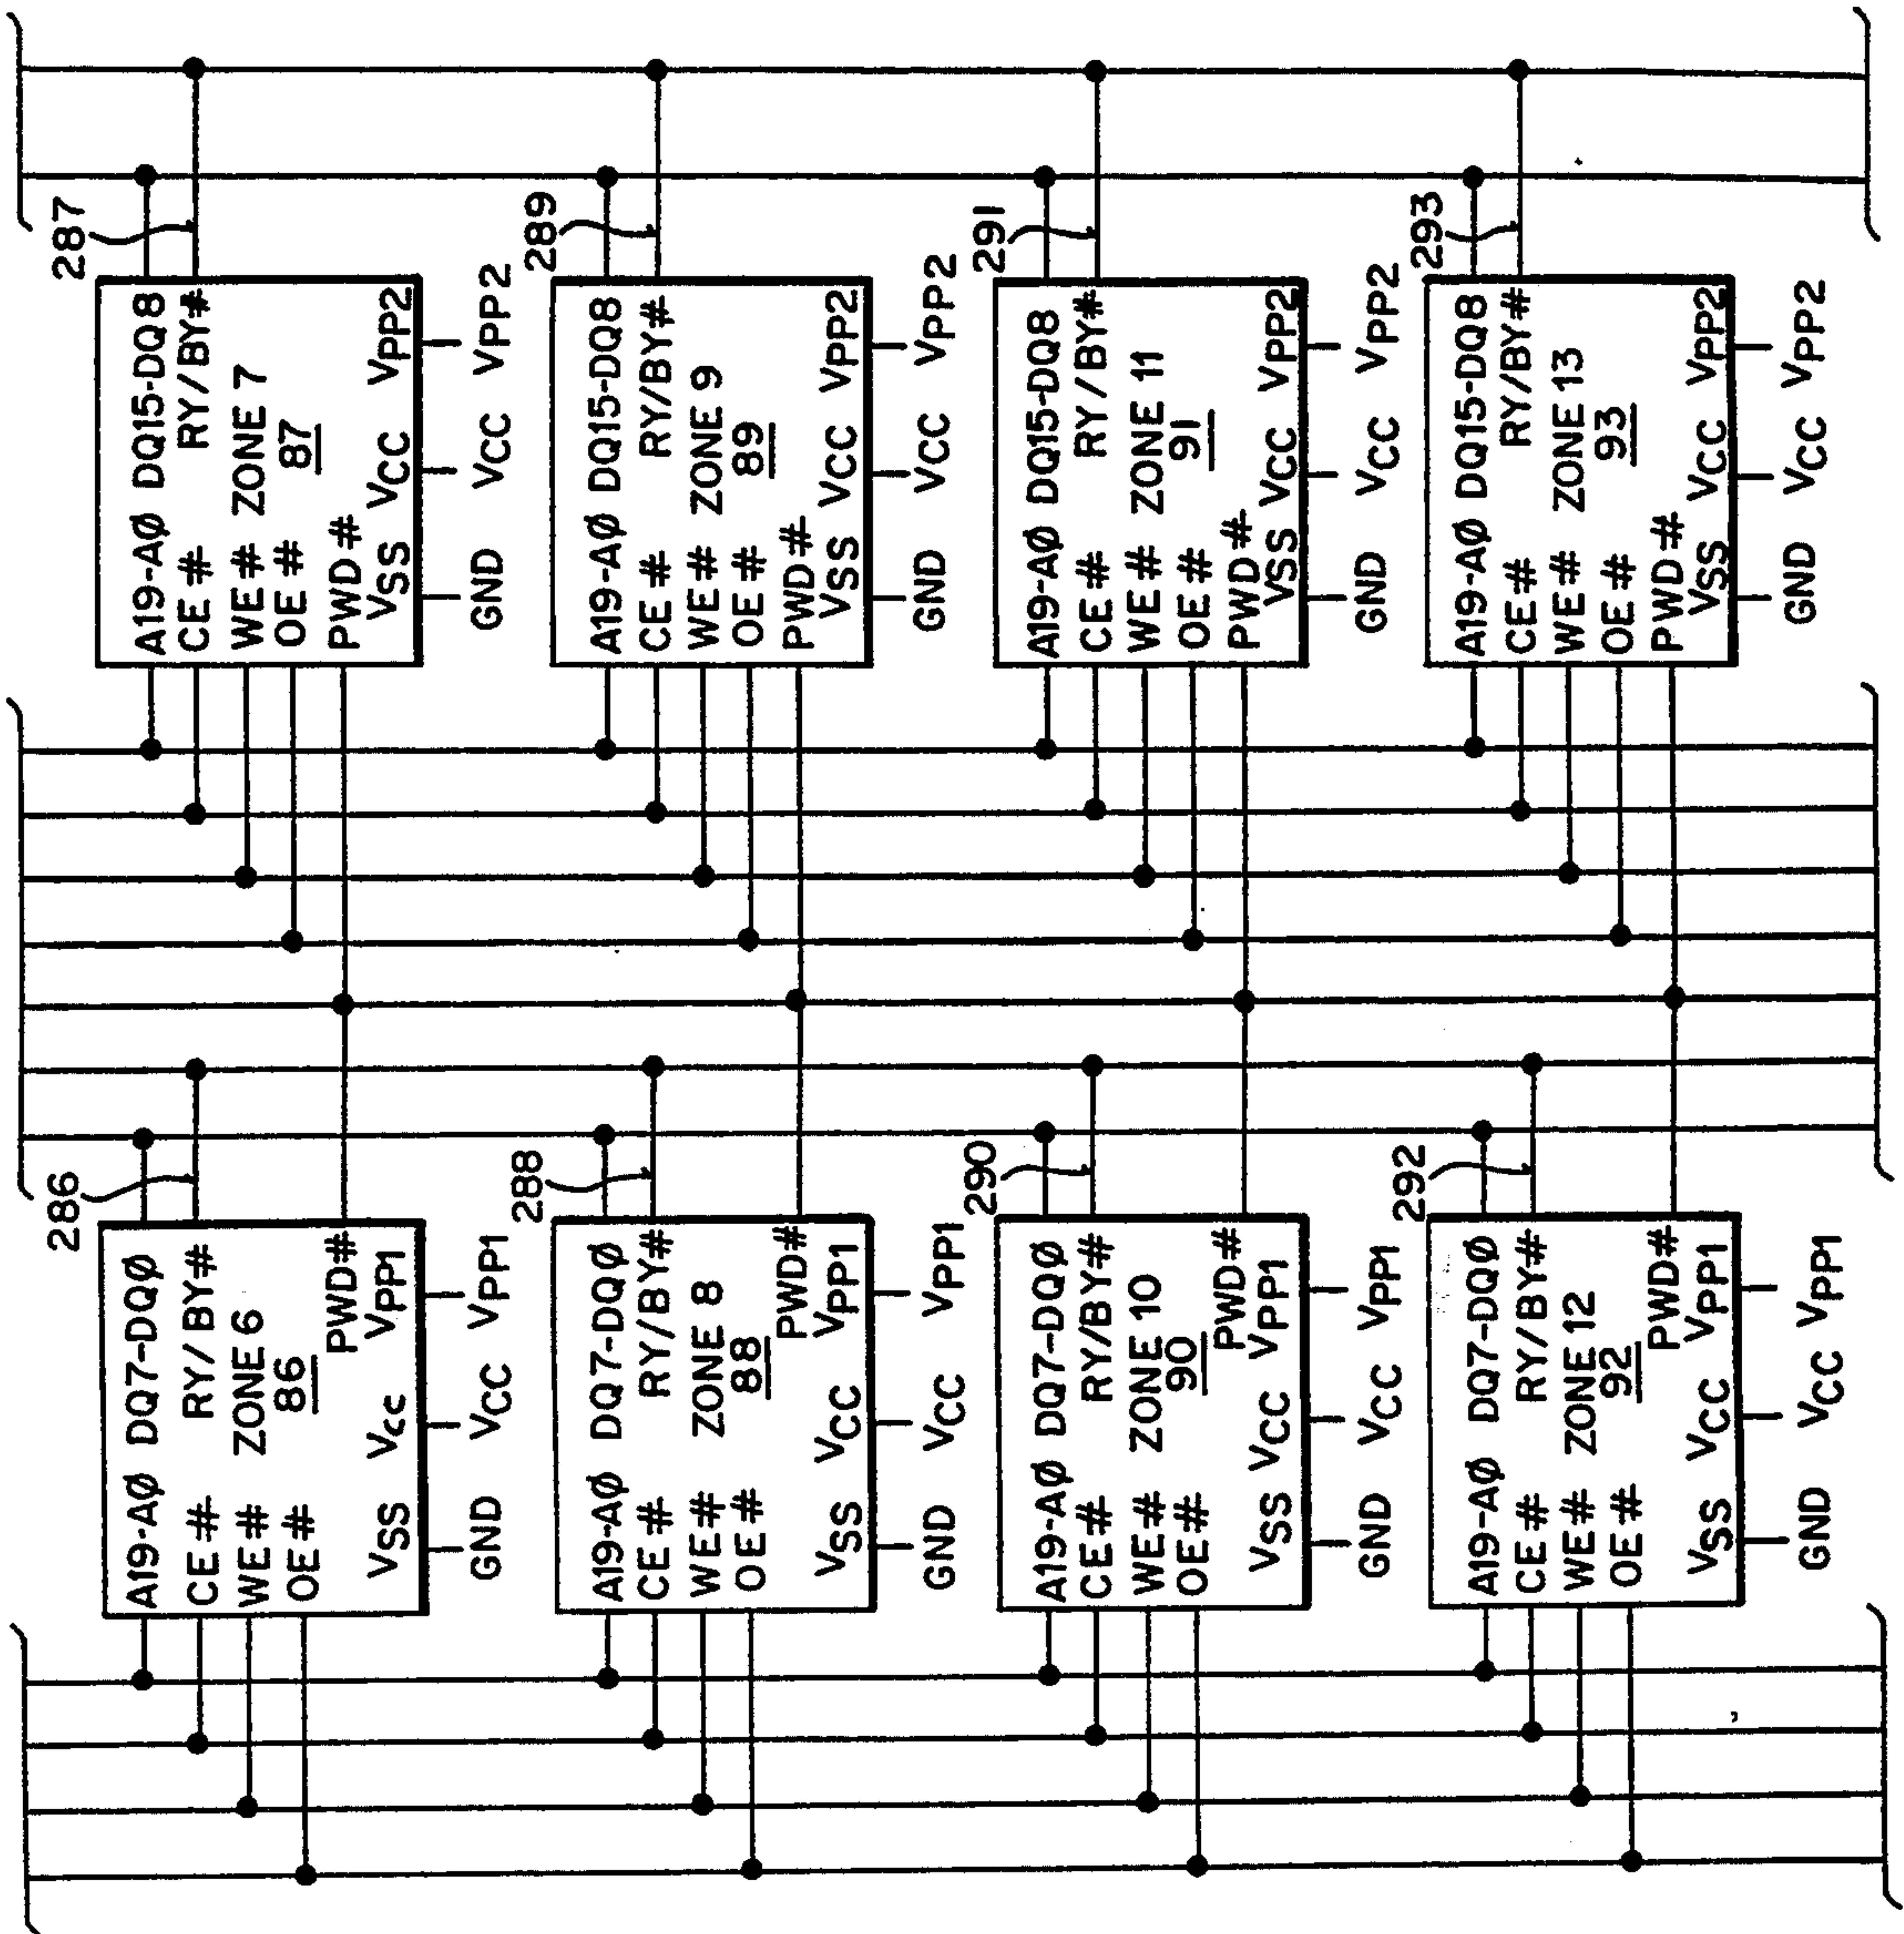 287
A19-AØ DQ15-DQ8
CE# RY/BY#
WE# ZONE 7
OE# 87
PWD#
VSS VCC VPP2
GND VCC VPP2
289
A19-AØ DQ15-DQ8
CE# RY/BY#
WE# ZONE 9
OE# 89
PWD#
VSS VCC VPP2
GND VCC VPP2
291
A19-AØ DQ15-DQ8
CE# RY/BY#
WE# ZONE 11
OE# 91
PWD#
VSS VCC VPP2
GND VCC VPP2
293
A19-AØ DQ15-DQ8
CE# RY/BY#
WE# ZONE 13
OE# 93
PWD#
VSS VCC VPP2
GND VCC VPP2
286
A19-AØ DQ7-DQØ
CE# RY/BY#
WE# ZONE 6
OE# 86
PWD#
VSS Vcc VPP1
GND VCC VPP1
288
A19-AØ DQ7-DQØ
CE# RY/BY#
WE# ZONE 8
OE# 88
PWD#
VSS VCC VPP1
GND VCC VPP1
290
A19-AØ DQ7-DQØ
CE# RY/BY#
WE# ZONE 10
OE# 90
PWD#
VSS VCC VPP1
GND VCC VPP1
292
A19-AØ DQ7-DQØ
CE# RY/BY#
WE# ZONE 12
OE# 92
PWD#
VSS VCC VPP1
GND VCC VPP1